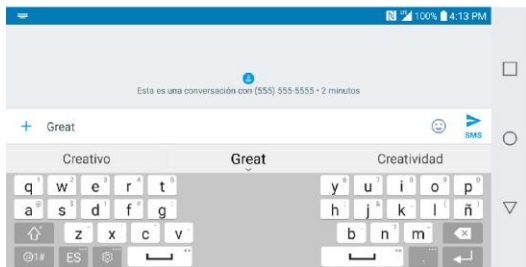 100% 4:13 PM
Esta es una conversación con (555) 555-5555 • 2 minutos
+ Great
SMS
Creativo Great Creatividad
q w e r t y u i o p
a s d f g h j k l ñ
z x c v b n m
☺1# ES